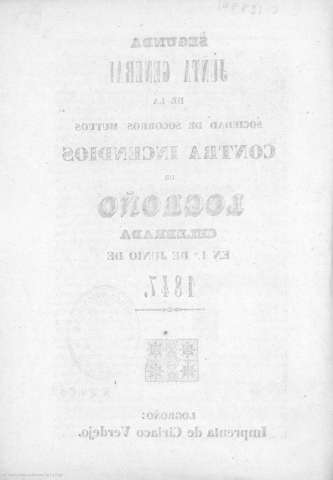 SEGUNDA
JUNTA GENERAL
DE LA
SOCIEDAD DE SOCORROS MUTUOS
CONTRA INCENDIOS
DE
LOGROÑO
CELEBRADA
EN 1.º DE JUNIO DE
1847.
LOGROÑO:
Imprenta de Ciriaco Verdejo.